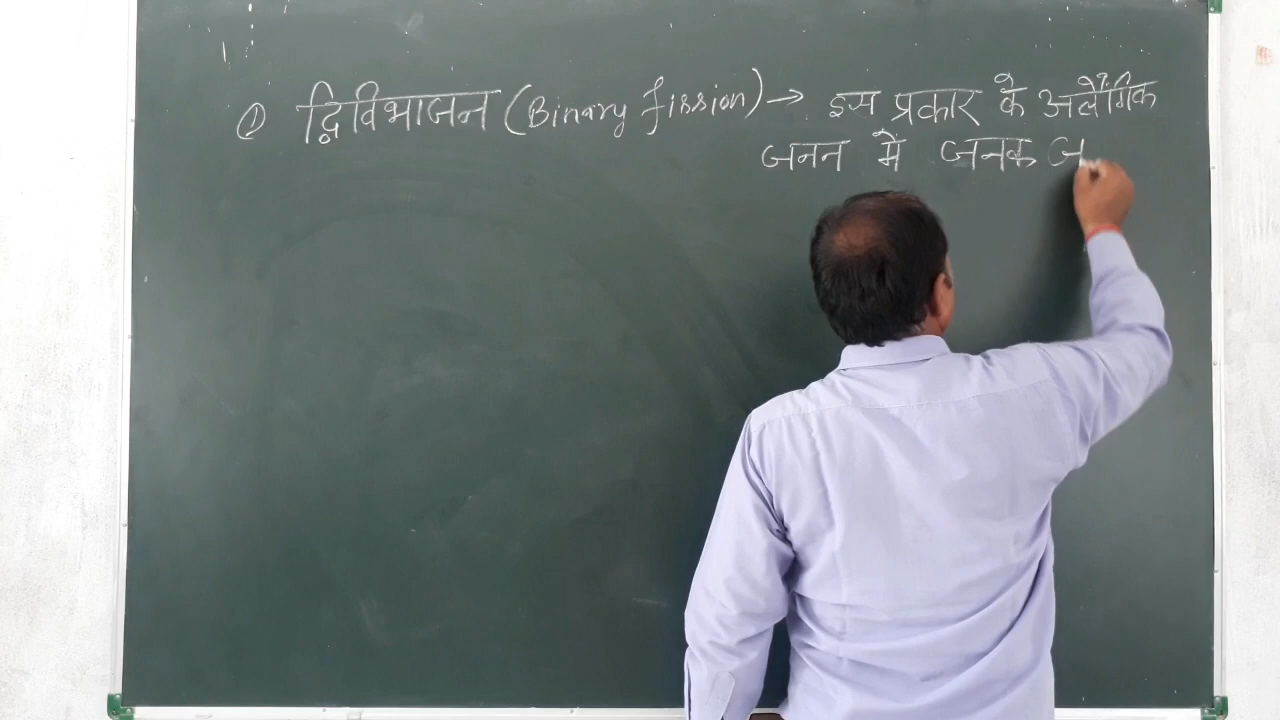 ① द्विविभाजन (Binary fission) → इस प्रकार के अलैंगिक
जनन में जनक ज